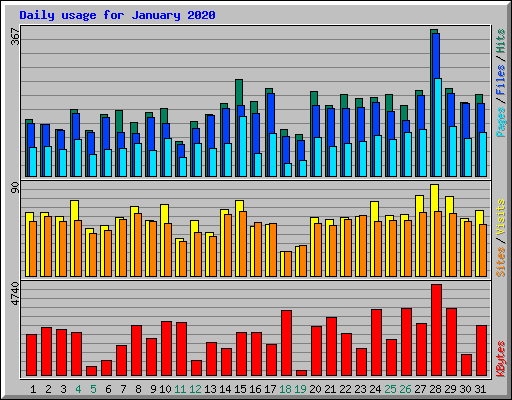 Daily usage for January 2020
367
Pages / Files / Hits
90
Sites / Visits
4740
KBytes
1 2 3 4 5 6 7 8 9 10 11 12 13 14 15 16 17 18 19 20 21 22 23 24 25 26 27 28 29 30 31